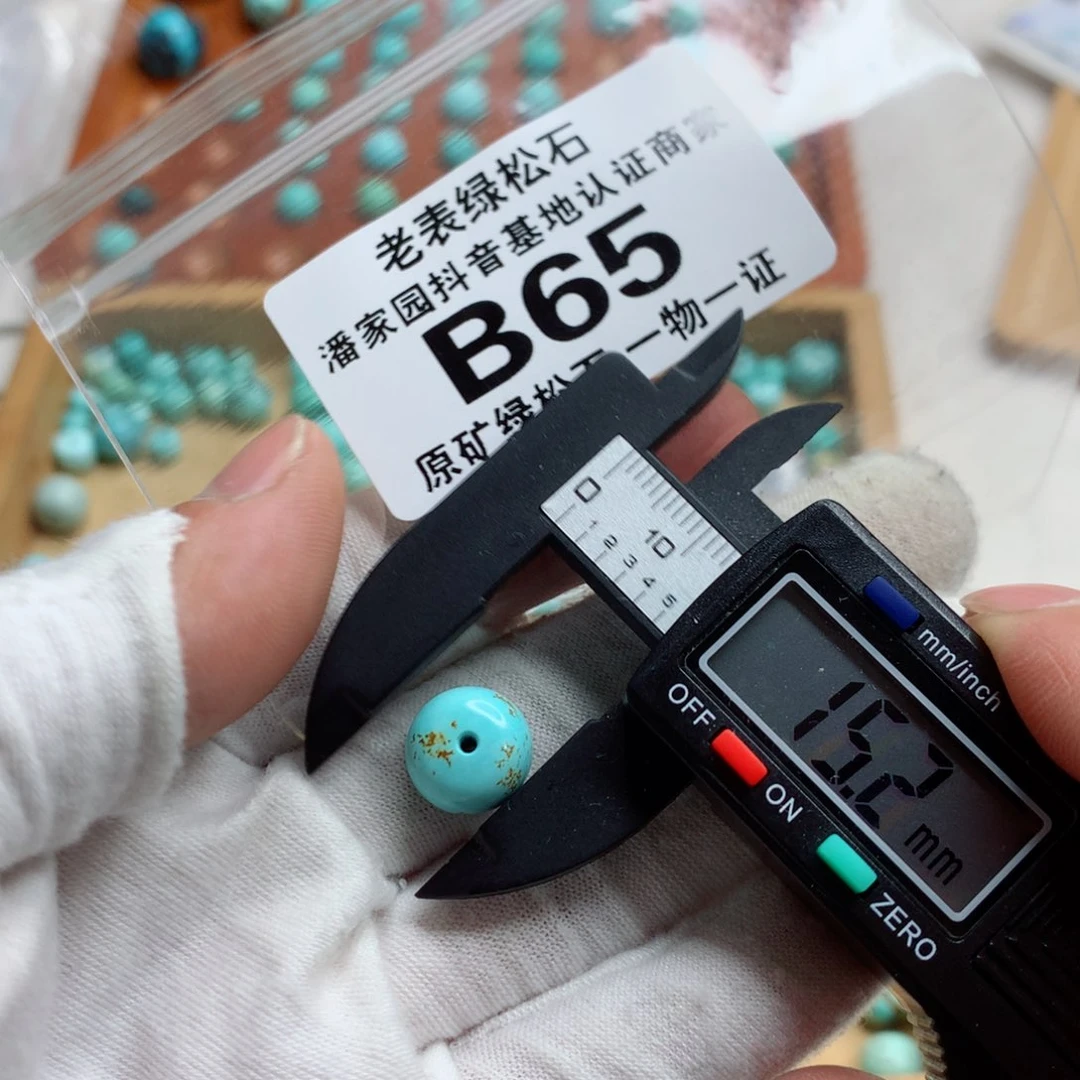 老表绿松石
潘家园抖音基地认证商家
B65
原矿绿松石一物一证
0
10
1 2 3 4 5
mm/inch
OFF
ON
ZERO
15.2 mm